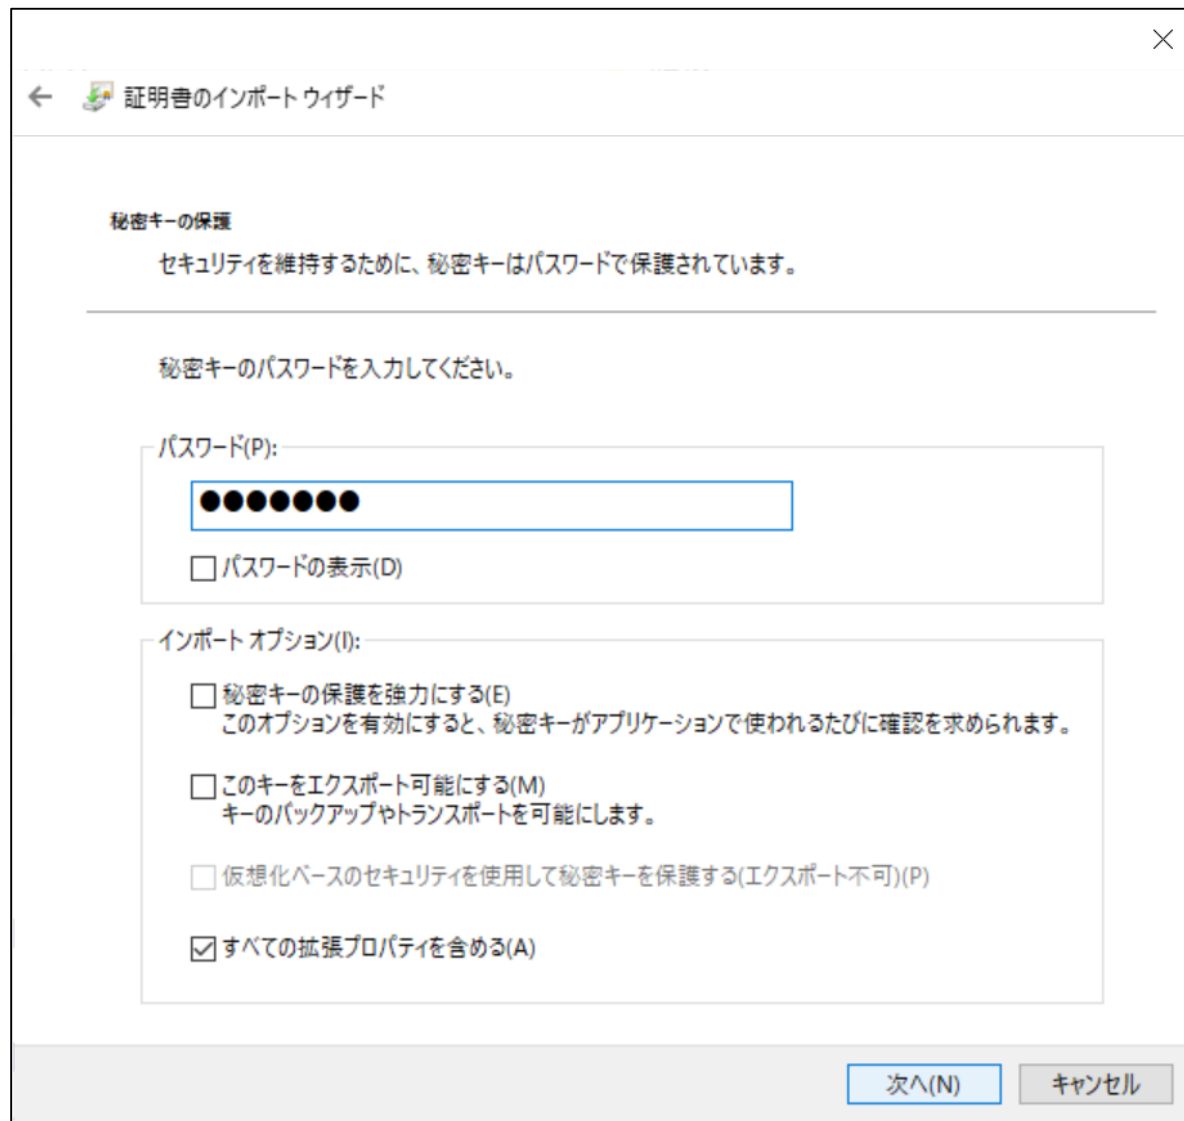 証明書のインポート ウィザード
秘密キーの保護
セキュリティを維持するために、秘密キーはパスワードで保護されています。
秘密キーのパスワードを入力してください。
パスワード(P):
●●●●●●●
パスワードの表示(D)
インポート オプション(I):
秘密キーの保護を強力にする(E)
このオプションを有効にすると、秘密キーがアプリケーションで使われるたびに確認を求められます。
このキーをエクスポート可能にする(M)
キーのバックアップやトランスポートを可能にします。
仮想化ベースのセキュリティを使用して秘密キーを保護する(エクスポート不可)(P)
すべての拡張プロパティを含める(A)
次へ(N)
キャンセル